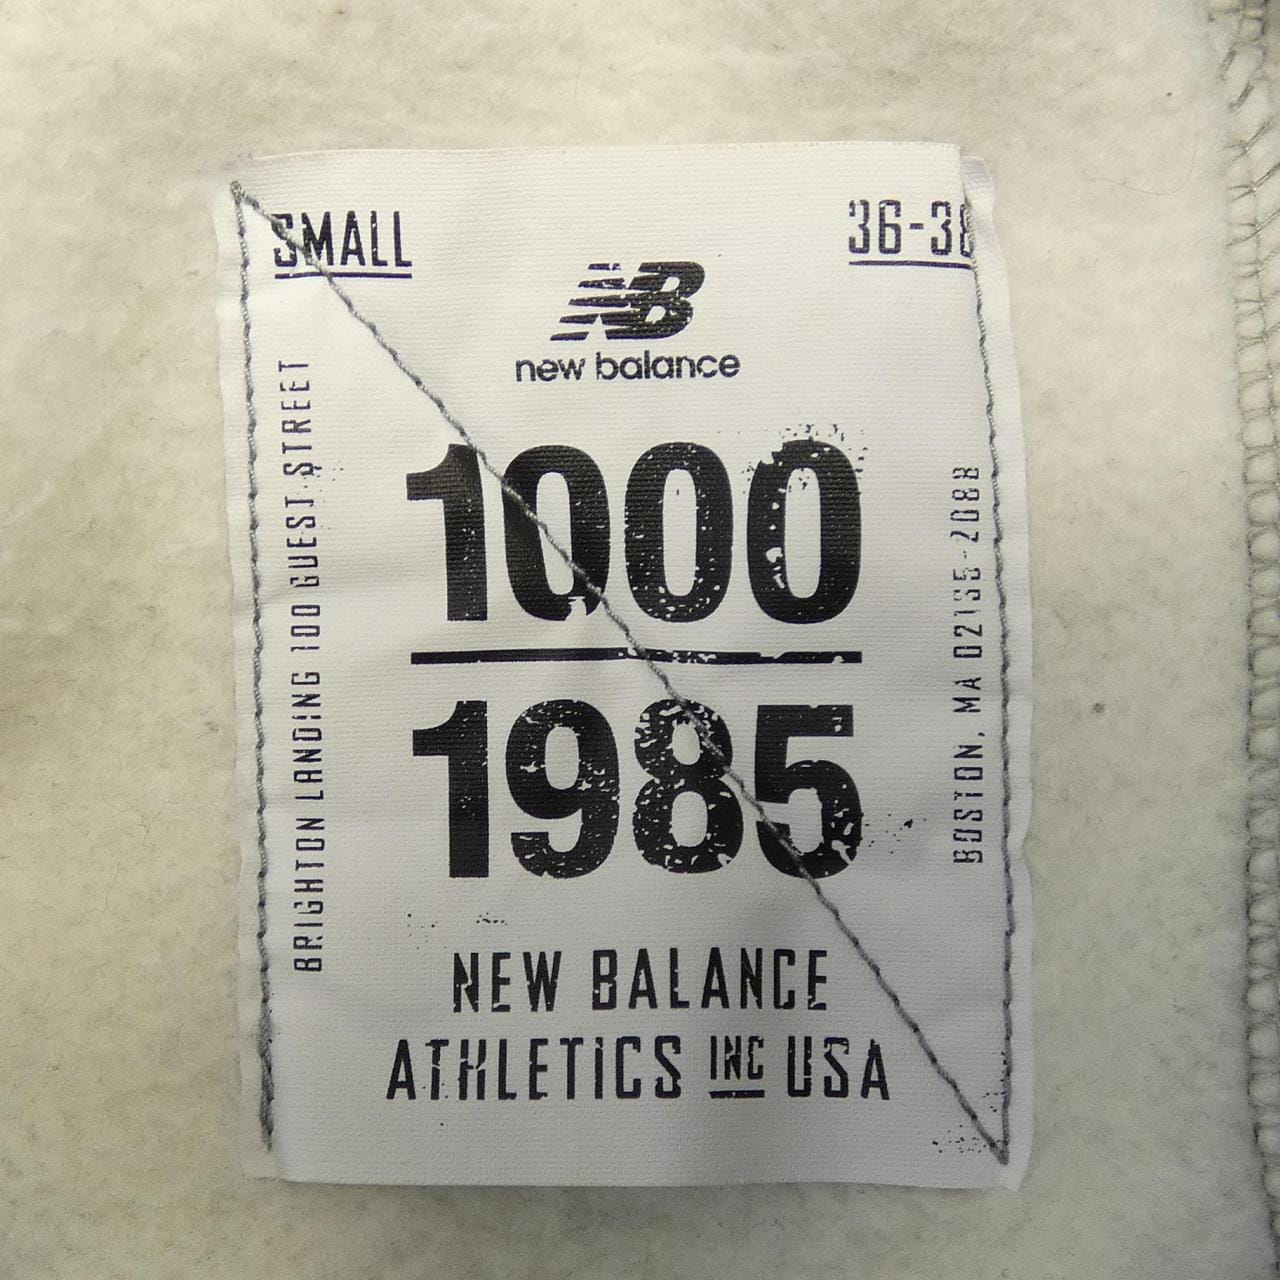 SMALL
36-38
NB
new balance
1000
1985
BRIGHTON LANDING 100 GUEST STREET
BOSTON, MA 02135-2088
NEW BALANCE
ATHLETICS INC USA